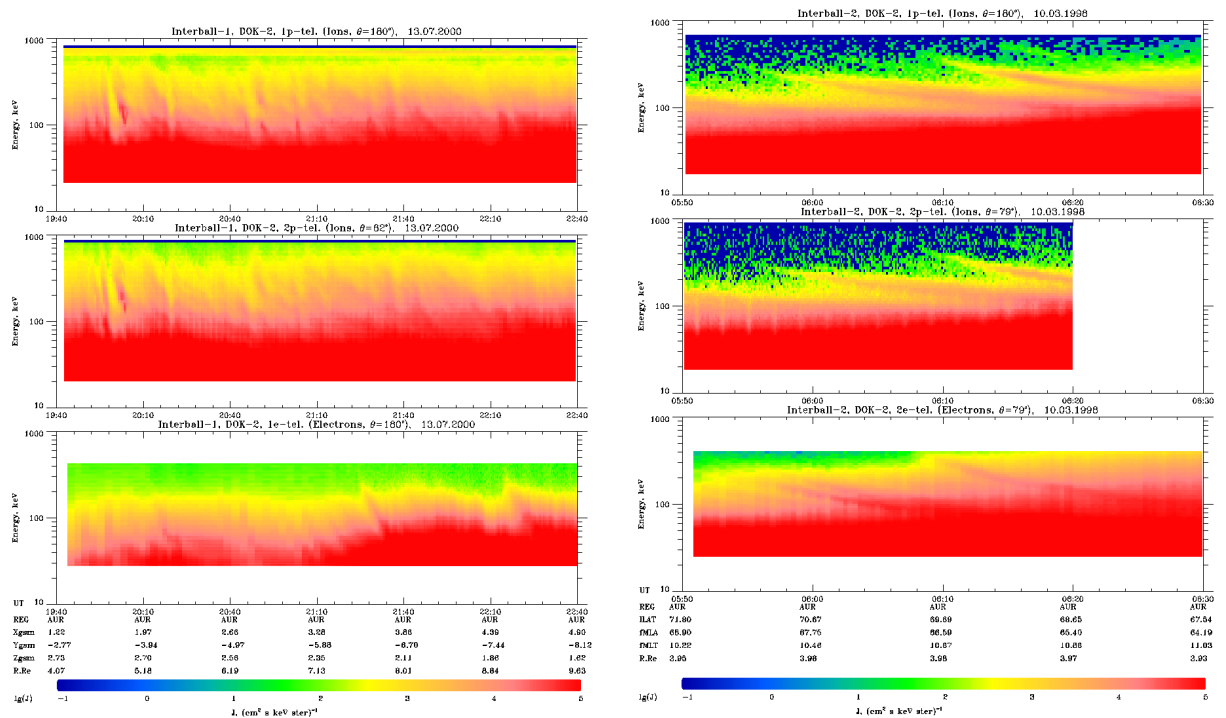 Interball-1, DOK-2, 1p-tel. (Ions, θ=180°), 13.07.2000
1000
100
10
Energy, keV
19:40 20:10 20:40 21:10 21:40 22:10 22:40
Interball-1, DOK-2, 2p-tel. (Ions, θ=62°), 13.07.2000
1000
100
10
Energy, keV
19:40 20:10 20:40 21:10 21:40 22:10 22:40
Interball-1, DOK-2, 1e-tel. (Electrons, θ=180°), 13.07.2000
1000
100
10
Energy, keV
UT 19:40 20:10 20:40 21:10 21:40 22:10 22:40
REG AUR AUR AUR AUR AUR AUR AUR
Xgsm 1.22 1.97 2.66 3.28 3.86 4.39 4.90
Ygsm -2.77 -3.94 -4.97 -5.88 -6.70 -7.44 -8.12
Zgsm 2.73 2.70 2.56 2.35 2.11 1.86 1.62
R.Re 4.07 5.18 6.19 7.13 8.01 8.84 9.63
lg(J) -1 0 1 2 3 4 5
J, (cm² s keV ster)⁻¹
Interball-2, DOK-2, 1p-tel. (Ions, θ=180°), 10.03.1998
1000
100
10
Energy, keV
05:50 06:00 06:10 06:20 06:30
Interball-2, DOK-2, 2p-tel. (Ions, θ=79°), 10.03.1998
1000
100
10
Energy, keV
05:50 06:00 06:10 06:20 06:30
Interball-2, DOK-2, 2e-tel. (Electrons, θ=79°), 10.03.1998
1000
100
10
Energy, keV
UT 05:50 06:00 06:10 06:20 06:30
REG AUR AUR AUR AUR AUR
ILAT 71.80 70.67 69.69 68.65 67.54
fMLA 65.90 67.75 66.59 65.40 64.19
fMLT 10.22 10.46 10.67 10.86 11.03
R.Re 3.95 3.98 3.98 3.97 3.93
lg(J) -1 0 1 2 3 4 5
J, (cm² s keV ster)⁻¹